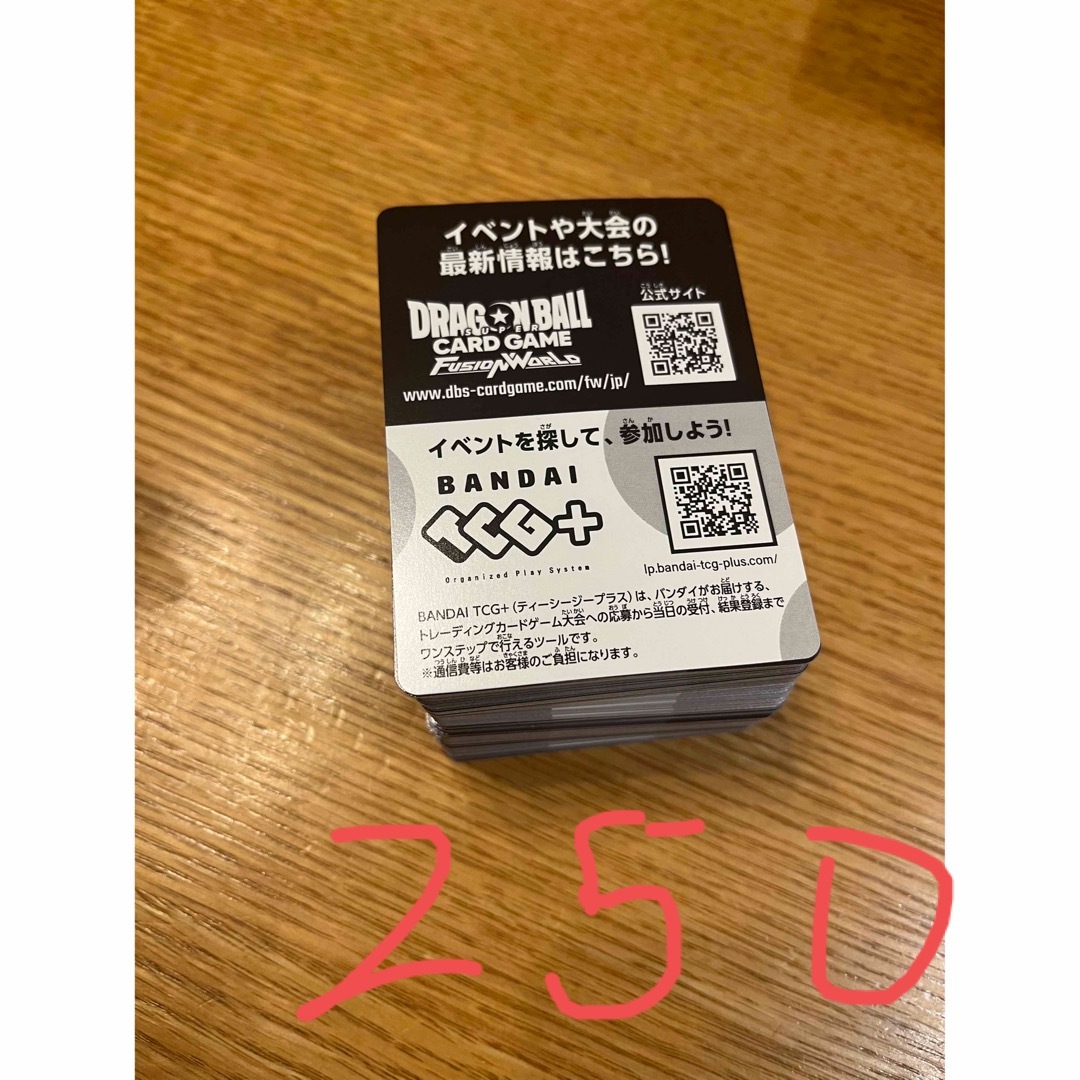 イベントや大会の
最新情報はこちら!
DRAGON BALL
SUPER
CARD GAME
FUSION WORLD
公式サイト
www.dbs-cardgame.com/fw/jp/
イベントを探して、参加しよう!
BANDAI
TCG+
Organized Play System
lp.bandai-tcg-plus.com/
BANDAI TCG+(ティーシージープラス)は、バンダイがお届けする、
トレーディングカードゲーム大会への応募から当日の受付、結果登録まで
ワンステップで行えるツールです。
※通信費等はお客様のご負担になります。
250